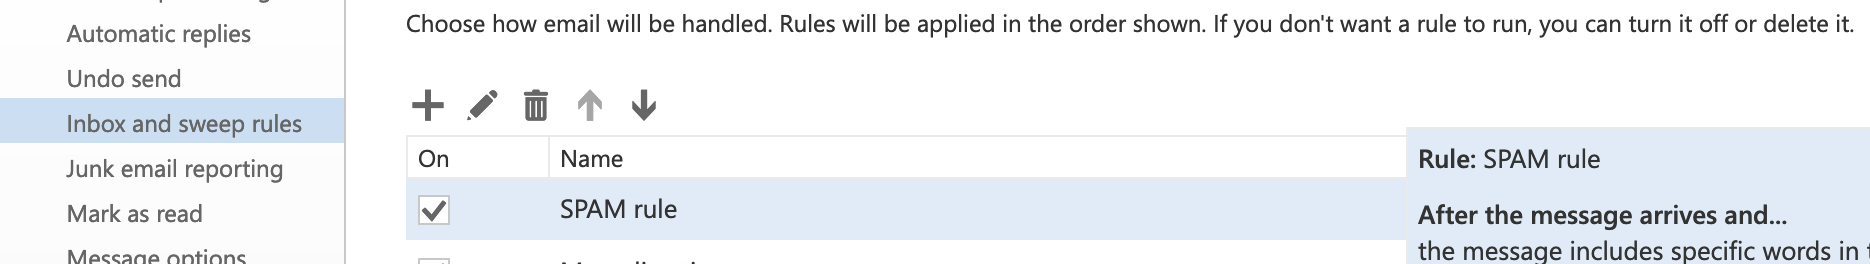 Automatic replies
Undo send
Inbox and sweep rules
Junk email reporting
Mark as read
Message options
Choose how email will be handled. Rules will be applied in the order shown. If you don't want a rule to run, you can turn it off or delete it.
On Name
SPAM rule
Rule: SPAM rule
After the message arrives and...
the message includes specific words in